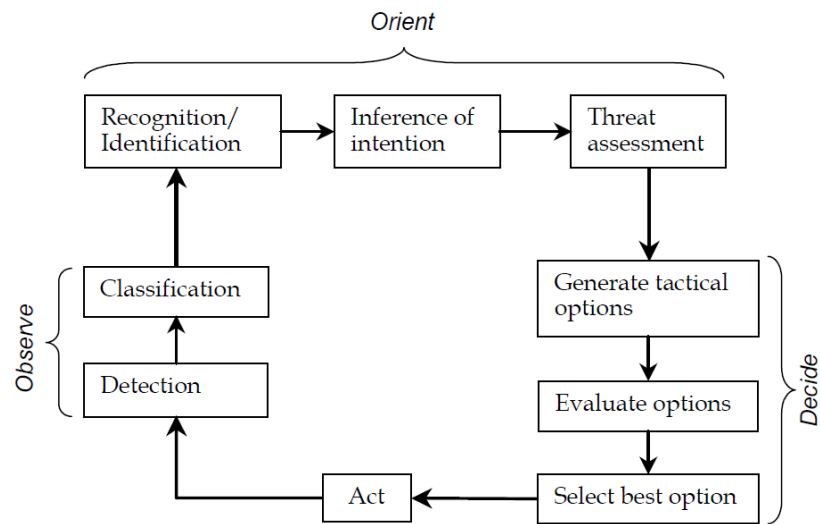 Orient
Recognition/
Identification
Inference of
intention
Threat
assessment
Observe
Classification
Detection
Generate tactical
options
Evaluate options
Select best option
Decide
Act